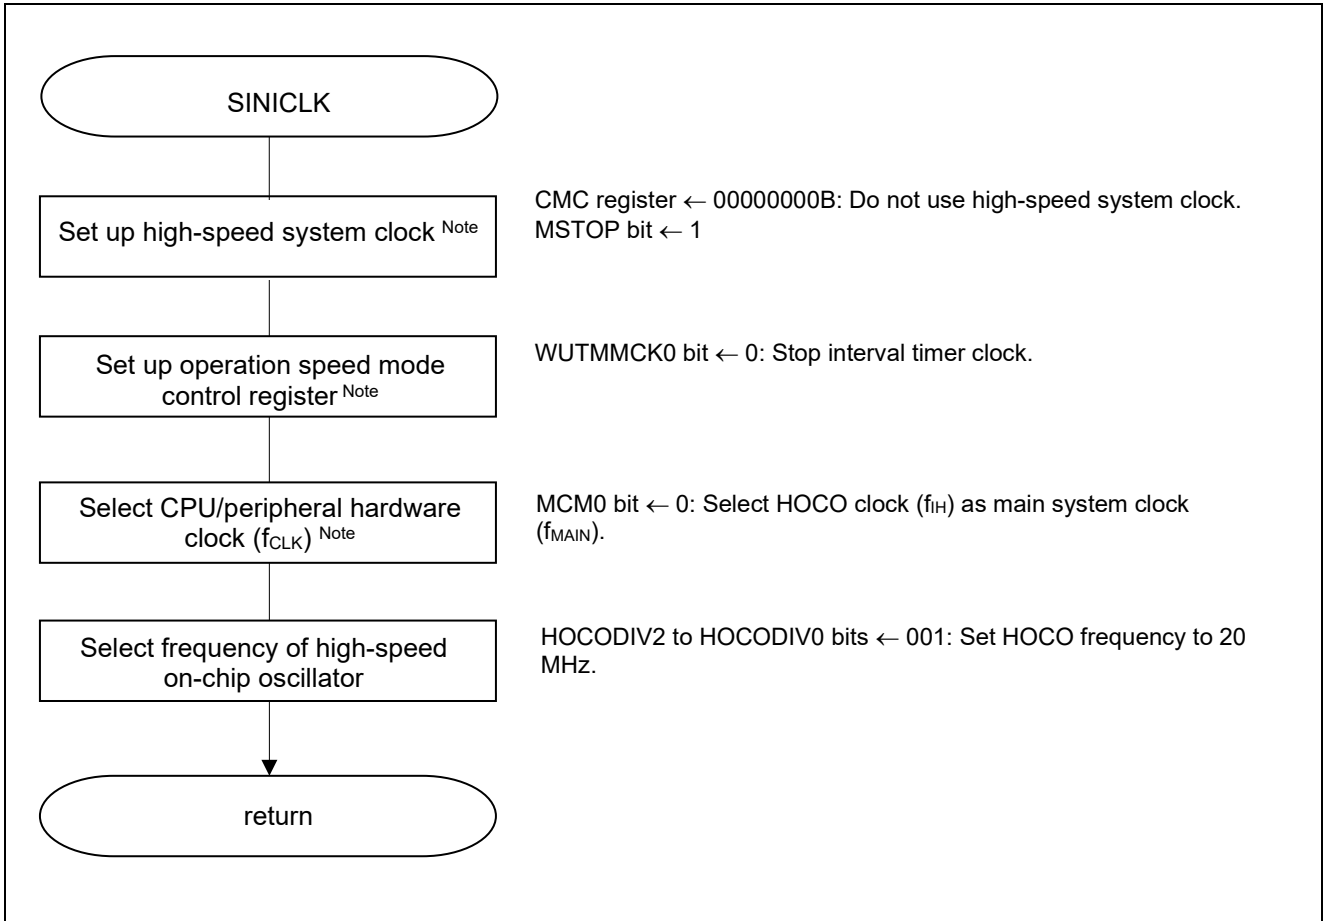 SINICLK
Set up high-speed system clock Note
CMC register ← 00000000B: Do not use high-speed system clock.
MSTOP bit ← 1
Set up operation speed mode
control register Note
WUTMMCK0 bit ← 0: Stop interval timer clock.
Select CPU/peripheral hardware
clock (fCLK) Note
MCM0 bit ← 0: Select HOCO clock (fIH) as main system clock
(fMAIN).
Select frequency of high-speed
on-chip oscillator
HOCODIV2 to HOCODIV0 bits ← 001: Set HOCO frequency to 20
MHz.
return